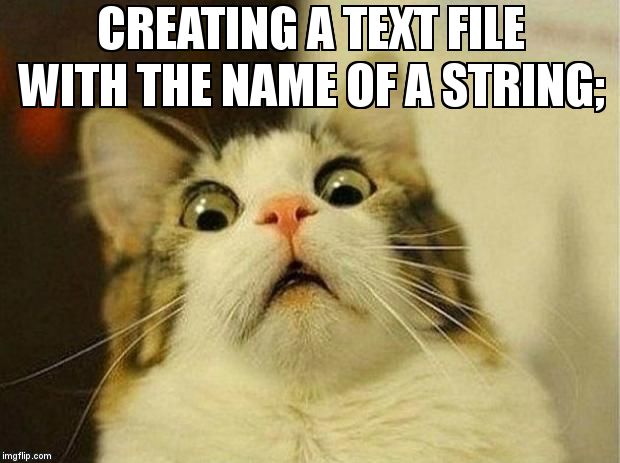 CREATING A TEXT FILE
WITH THE NAME OF A STRING;
imgflip.com